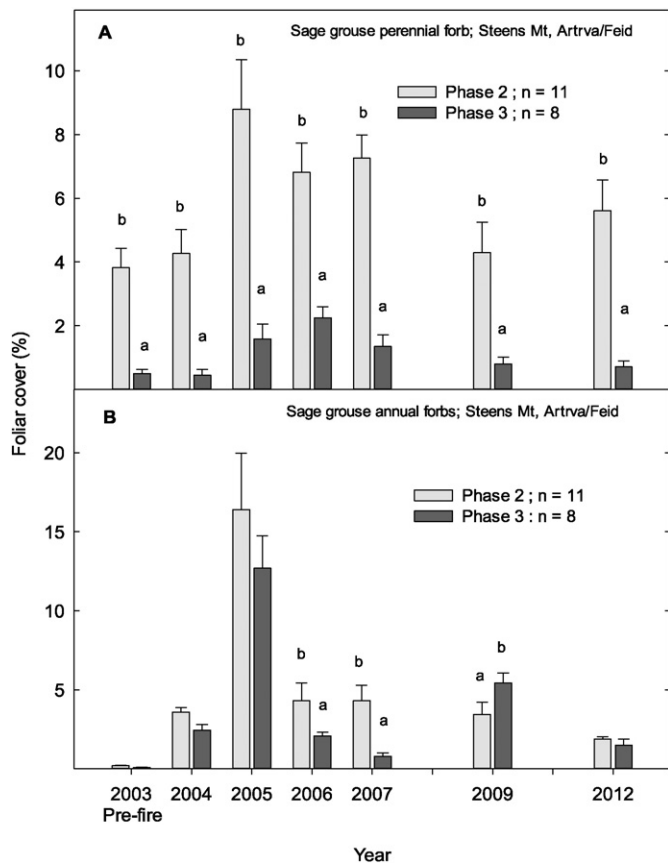 A
Sage grouse perennial forb; Steens Mt, Artrva/Feid
Phase 2 ; n = 11
Phase 3 ; n = 8
10
8
6
4
2
b
a
b
a
b
a
b
a
b
a
b
a
b
a
Foliar cover (%)
B
Sage grouse annual forbs; Steens Mt, Artrva/Feid
Phase 2 ; n = 11
Phase 3 : n = 8
20
15
10
5
b
a
b
a
a
b
2003 2004 2005 2006 2007 2009 2012
Pre-fire
Year